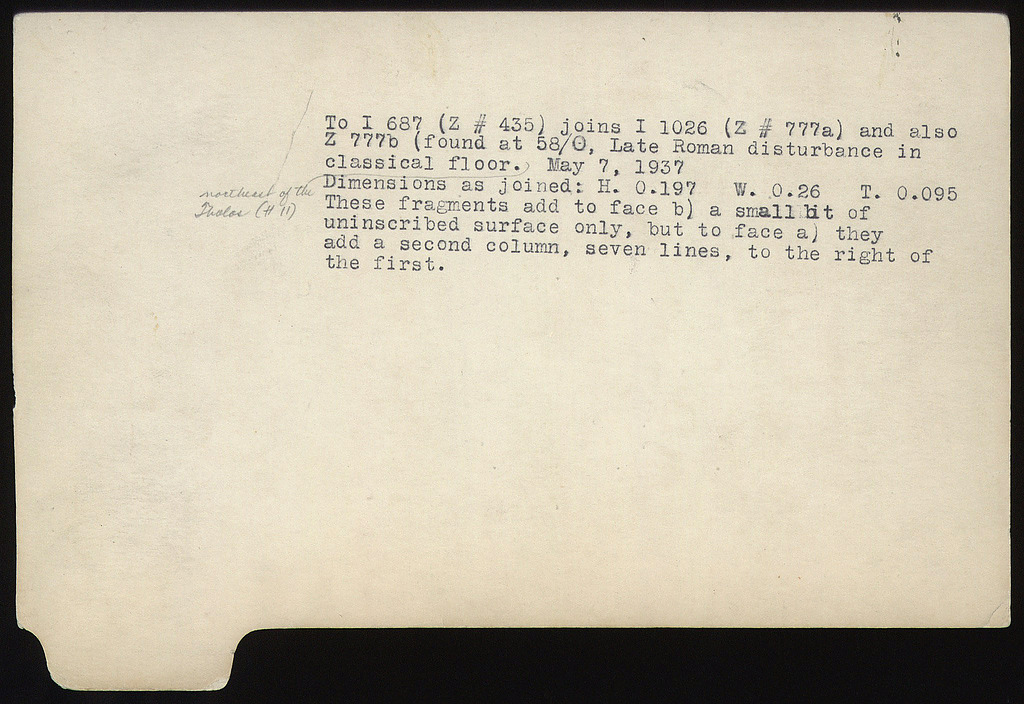 To I 687 (Z # 435) joins I 1026 (Z # 777a) and also
Z 777b (found at 58/O, Late Roman disturbance in
classical floor.) May 7, 1937
Dimensions as joined: H. 0.197 W. 0.26 T. 0.095
These fragments add to face b) a small bit of
uninscribed surface only, but to face a) they
add a second column, seven lines, to the right of
the first.
northeast of the
Tholos (H 11)